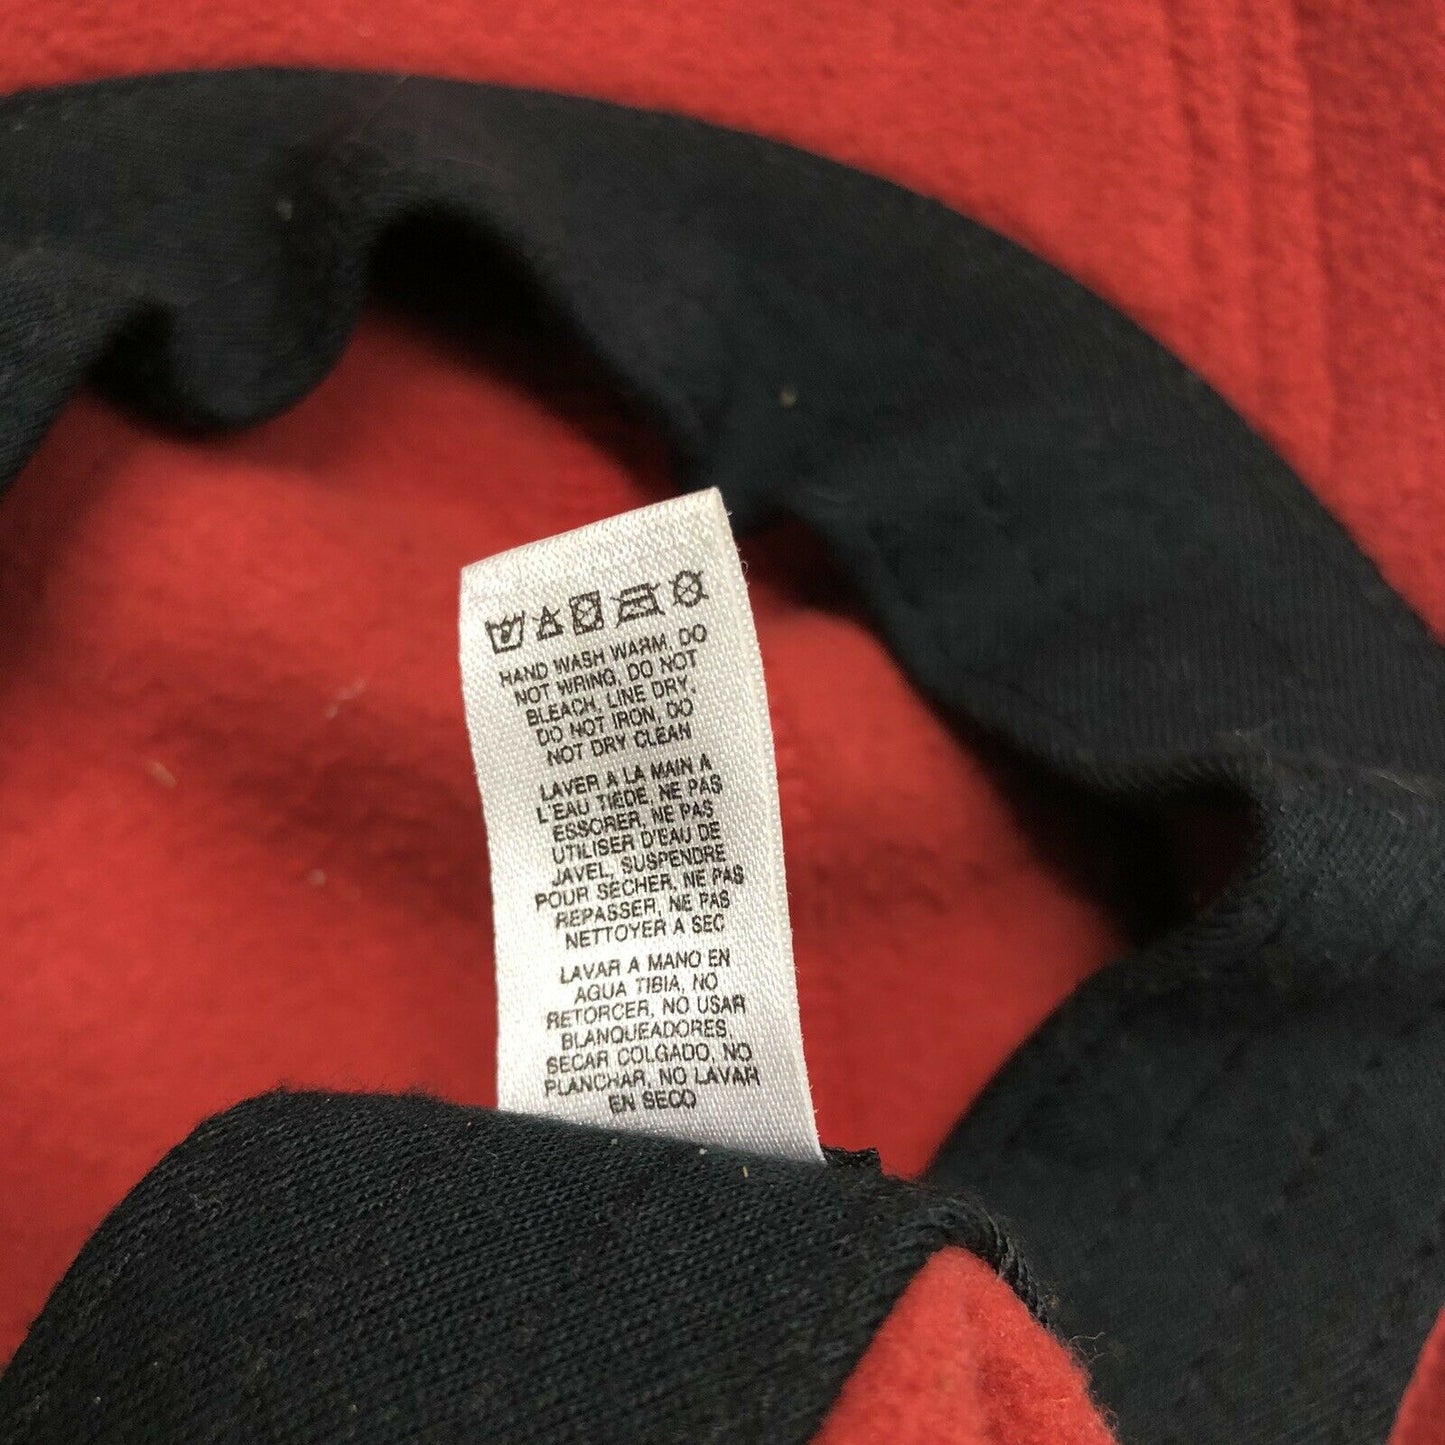 HAND WASH WARM, DO
NOT WRING, DO NOT
BLEACH, LINE DRY,
DO NOT IRON, DO
NOT DRY CLEAN
LAVER A LA MAIN A
L'EAU TIEDE, NE PAS
ESSORER, NE PAS
UTILISER D'EAU DE
JAVEL, SUSPENDRE
POUR SECHER, NE PAS
REPASSER, NE PAS
NETTOYER A SEC
LAVAR A MANO EN
AGUA TIBIA, NO
RETORCER, NO USAR
BLANQUEADORES,
SECAR COLGADO, NO
PLANCHAR, NO LAVAR
EN SECO